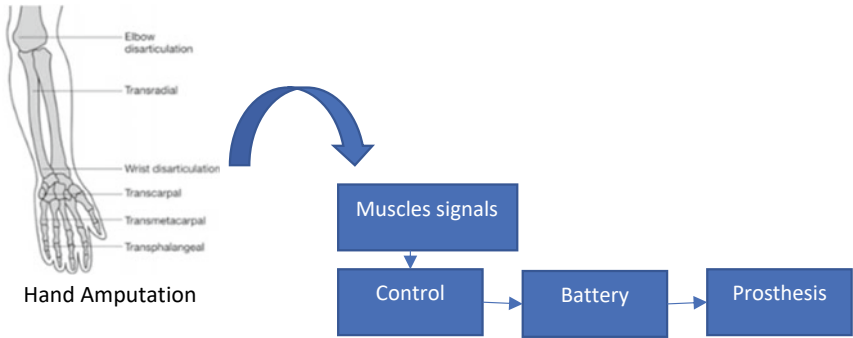 Elbow
disarticulation
Transradial
Wrist disarticulation
Transcarpal
Transmetacarpal
Transphalangeal
Hand Amputation
Muscles signals
Control
Battery
Prosthesis